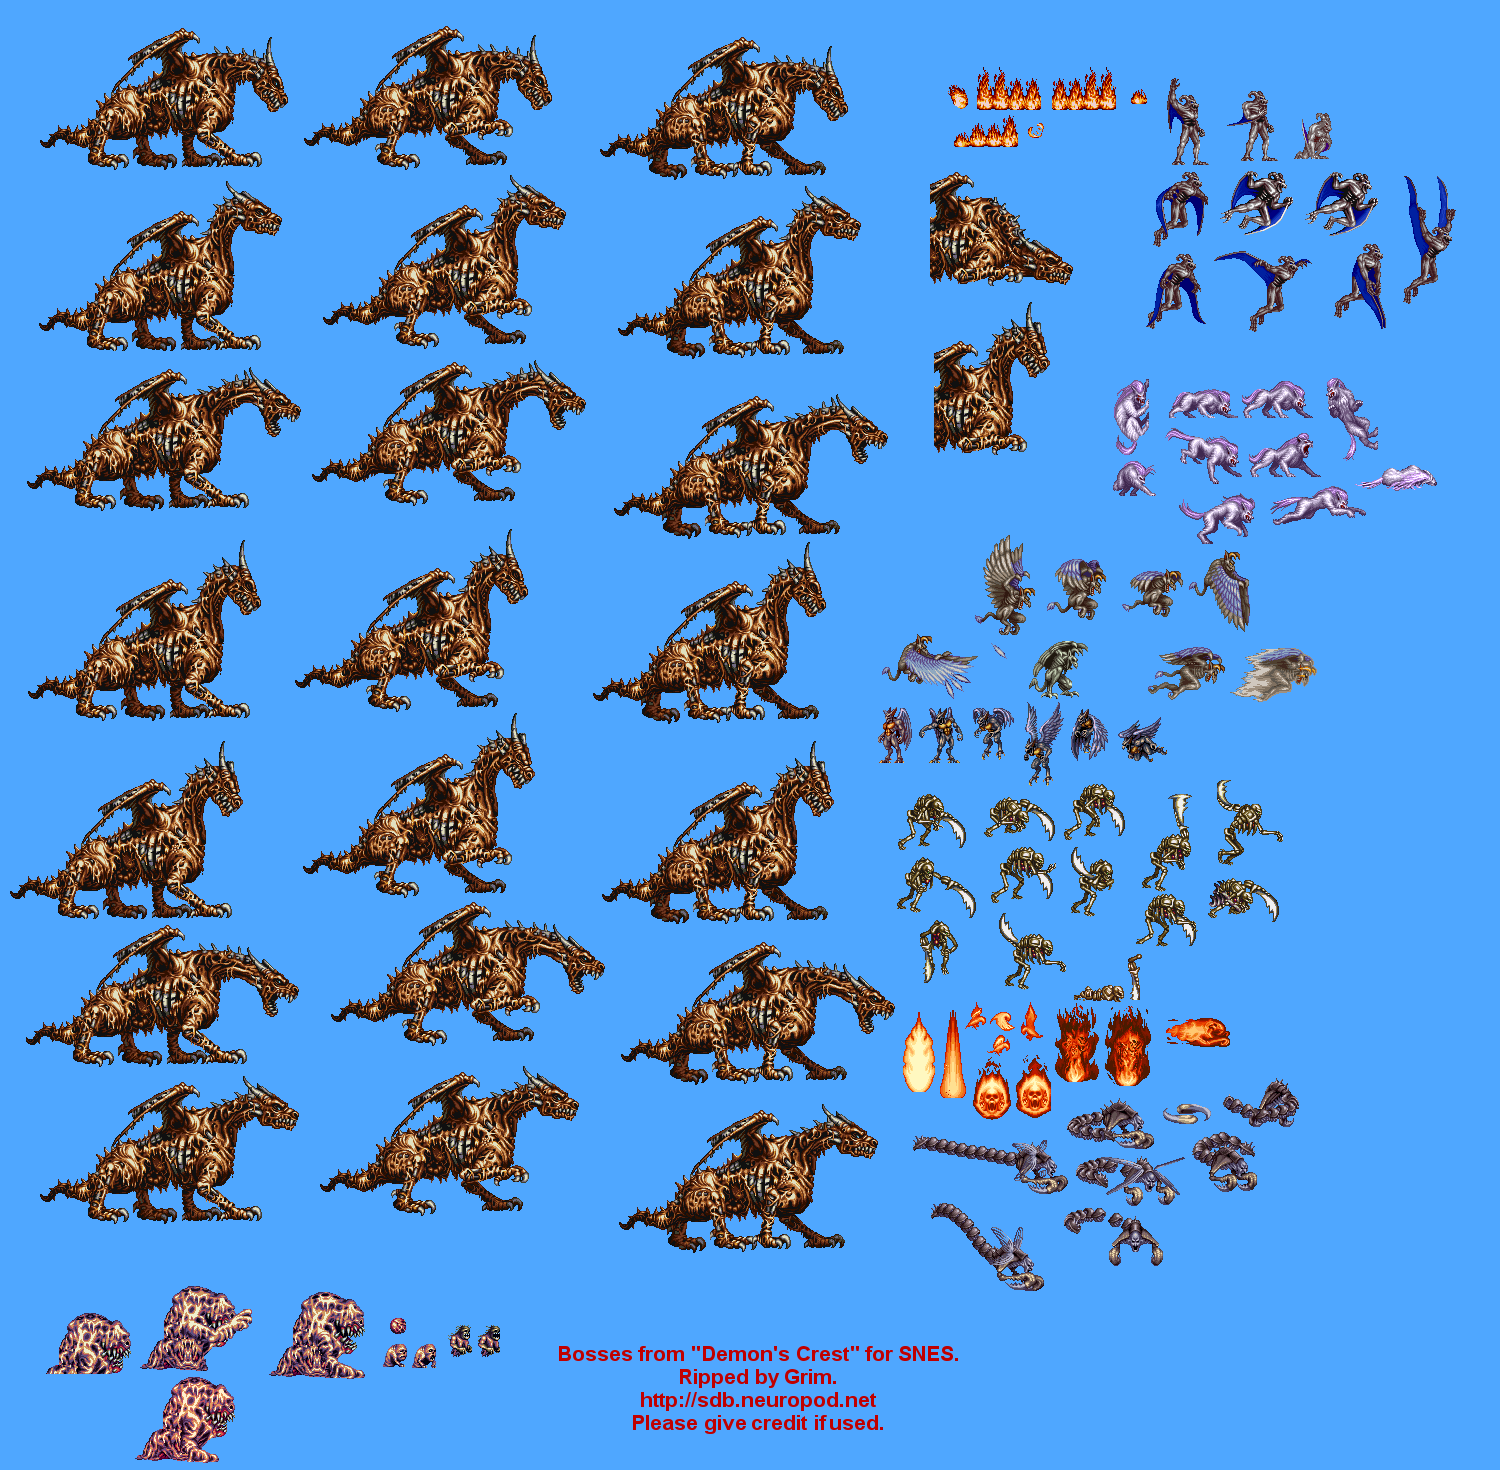 Bosses from "Demon's Crest" for SNES.
Ripped by Grim.
http://sdb.neuropod.net
Please give credit if used.